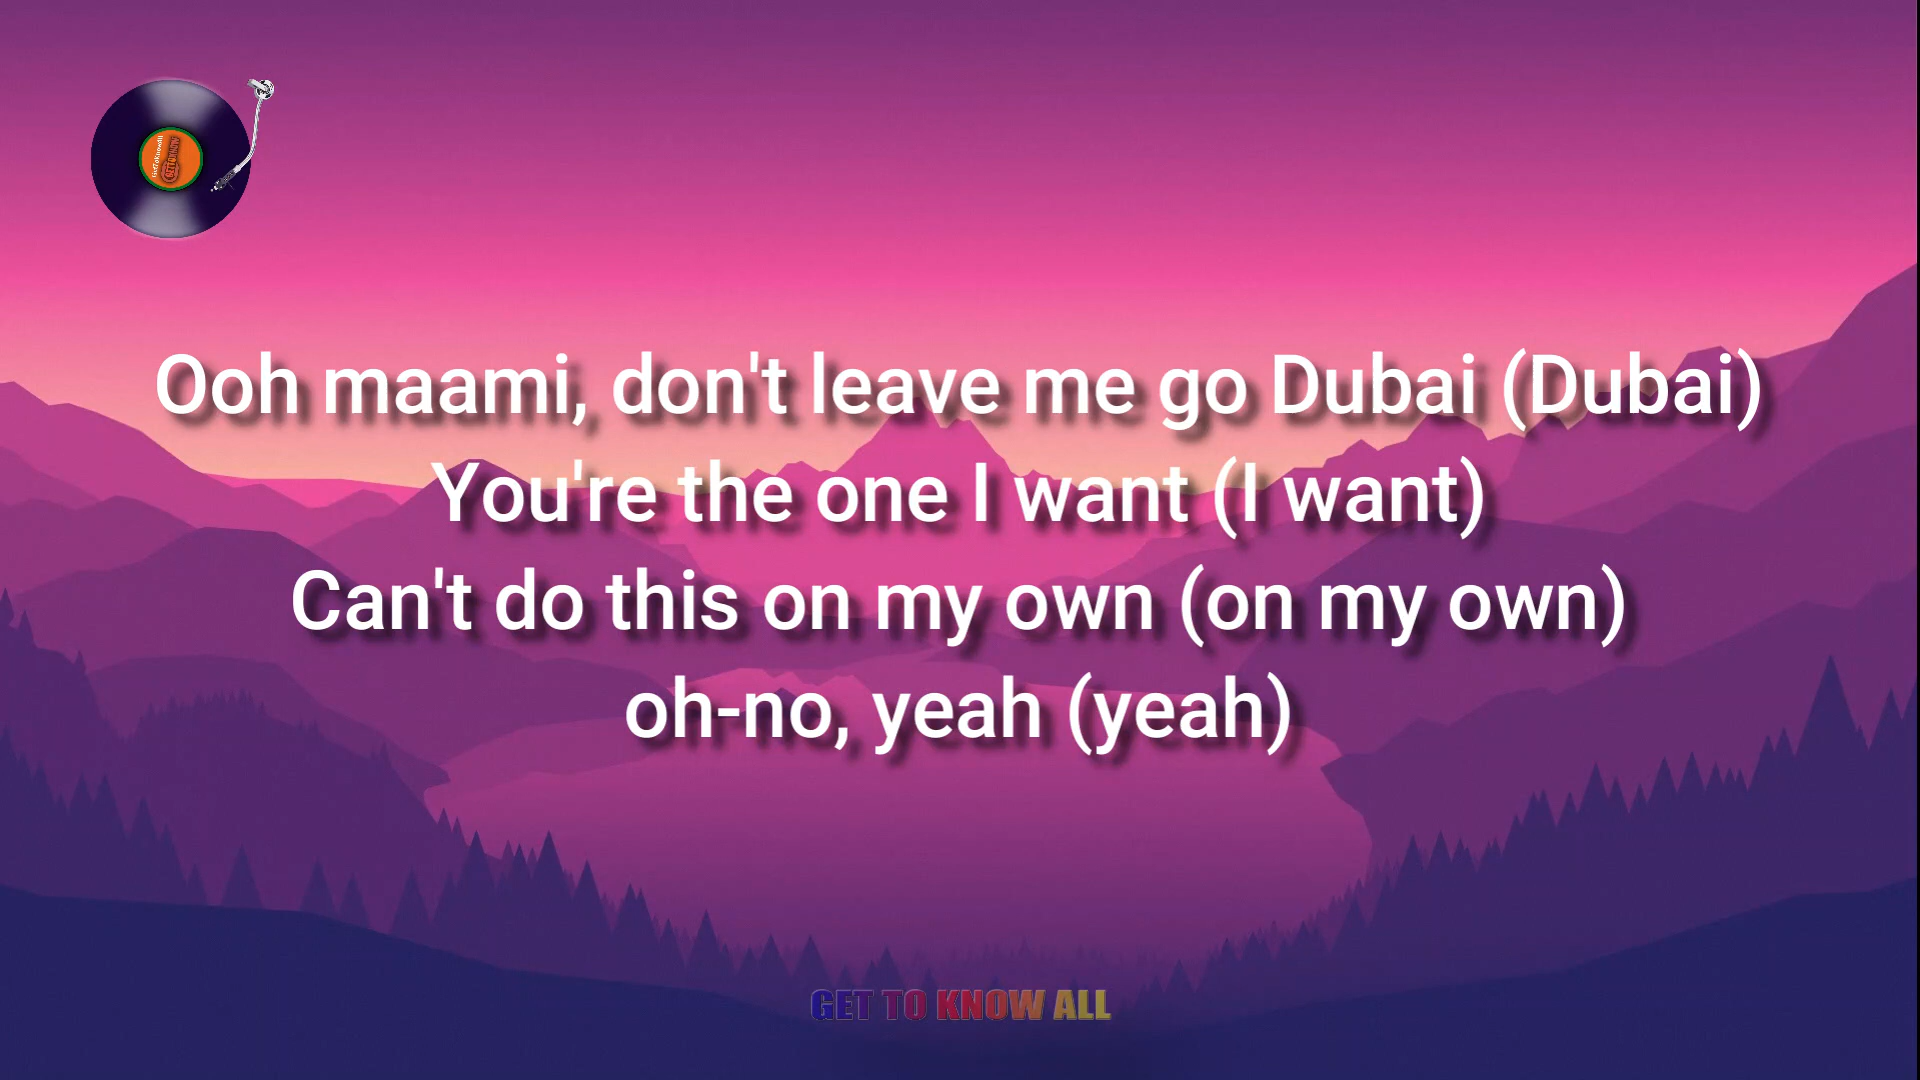 Ooh maami, don't leave me go Dubai (Dubai)
You're the one I want (I want)
Can't do this on my own (on my own)
oh-no, yeah (yeah)
GET TO KNOW ALL